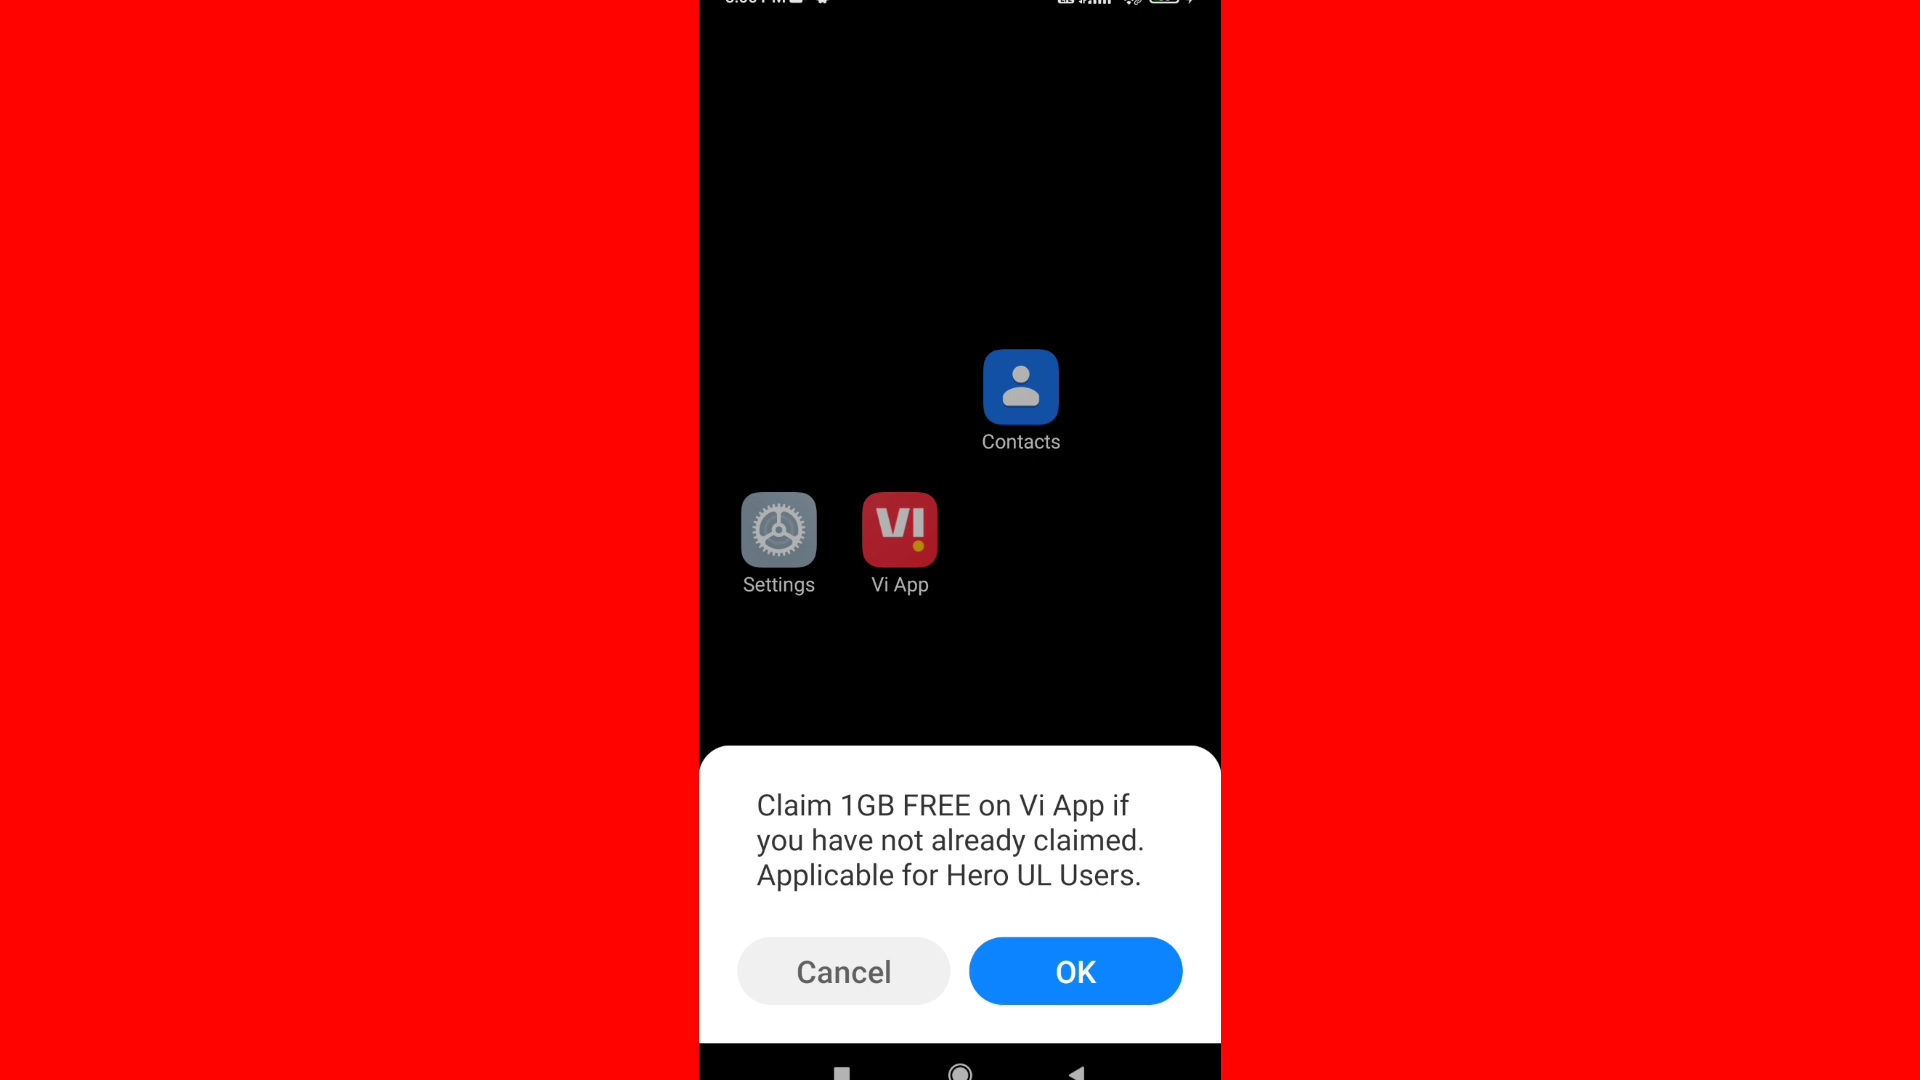 Contacts
VI
Settings
Vi App
Claim 1GB FREE on Vi App if
you have not already claimed.
Applicable for Hero UL Users.
Cancel
OK